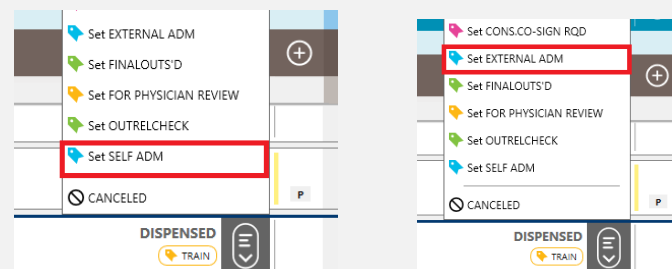 Set EXTERNAL ADM
Set FINALOUTS'D
Set FOR PHYSICIAN REVIEW
Set OUTRELCHECK
Set SELF ADM
CANCELED
P
DISPENSED
TRAIN
Set CONS.CO-SIGN RQD
Set EXTERNAL ADM
Set FINALOUTS'D
Set FOR PHYSICIAN REVIEW
Set OUTRELCHECK
Set SELF ADM
CANCELED
P
DISPENSED
TRAIN